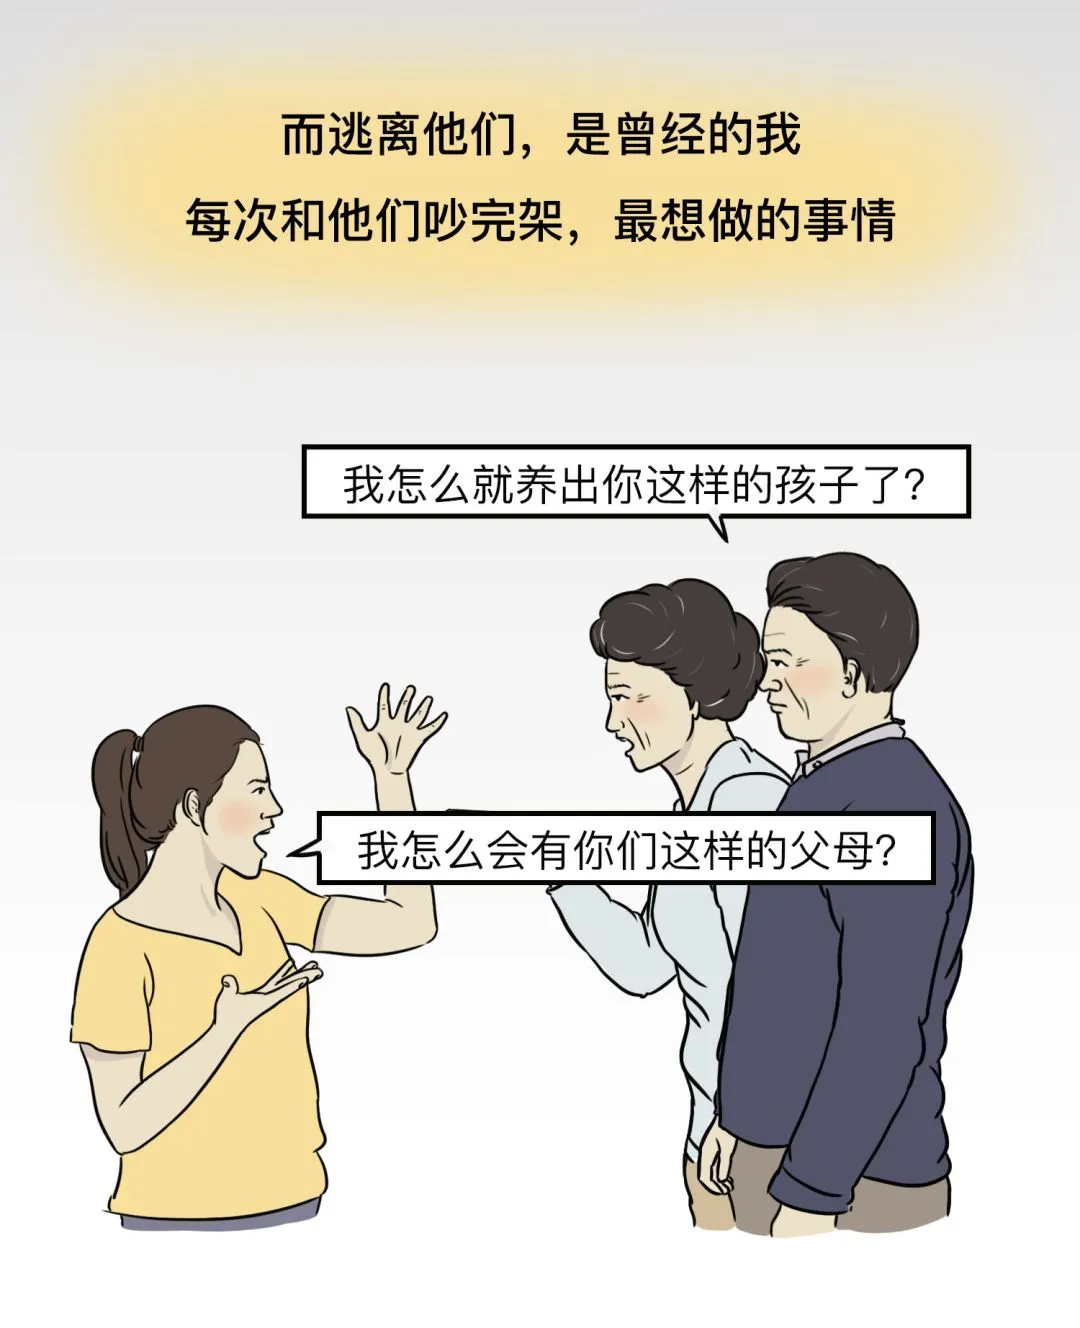 而逃离他们，是曾经的我
每次和他们吵完架，最想做的事情
我怎么就养出你这样的孩子了？
我怎么会有你们这样的父母？